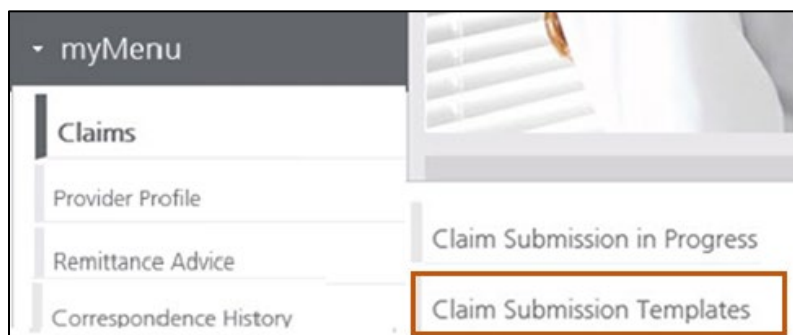 myMenu
Claims
Provider Profile
Remittance Advice
Correspondence History
Claim Submission in Progress
Claim Submission Templates